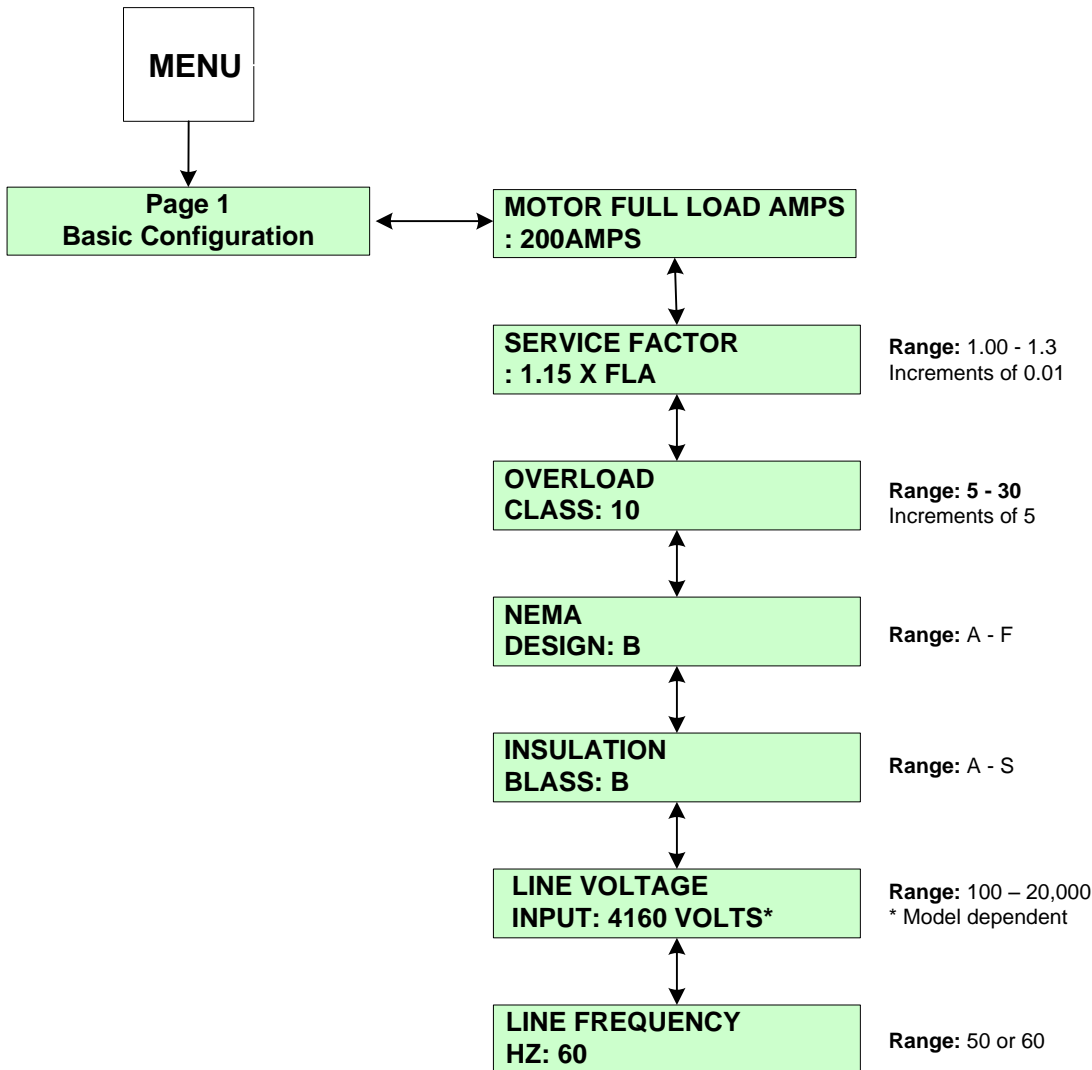 MENU
Page 1
Basic Configuration
MOTOR FULL LOAD AMPS
: 200AMPS
SERVICE FACTOR
: 1.15 X FLA
Range: 1.00 - 1.3
Increments of 0.01
OVERLOAD
CLASS: 10
Range: 5 - 30
Increments of 5
NEMA
DESIGN: B
Range: A - F
INSULATION
BLASS: B
Range: A - S
LINE VOLTAGE
INPUT: 4160 VOLTS*
Range: 100 – 20,000
* Model dependent
LINE FREQUENCY
HZ: 60
Range: 50 or 60